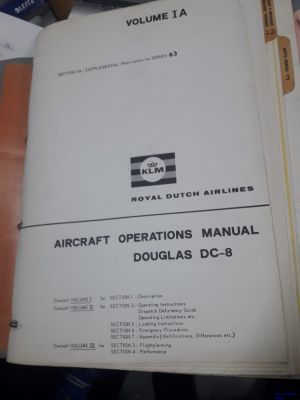 VOLUME IA
SECTION 1A : SUPPLEMENTAL Description for SERIES 63
KLM
ROYAL DUTCH AIRLINES
AIRCRAFT OPERATIONS MANUAL
DOUGLAS DC-8
(Consult VOLUME I for SECTION 1 : Description
(Consult VOLUME II for SECTION 2 : Operating Instructions
Dispatch Deficiency Guide
Operating Limitations etc.
SECTION 5 : Loading Instructions
SECTION 6 : Emergency Procedures
SECTION 7 : Appendix (Modifications, Differences etc.)
(Consult VOLUME III for SECTION 3 : Flightplanning
SECTION 4 : Performance